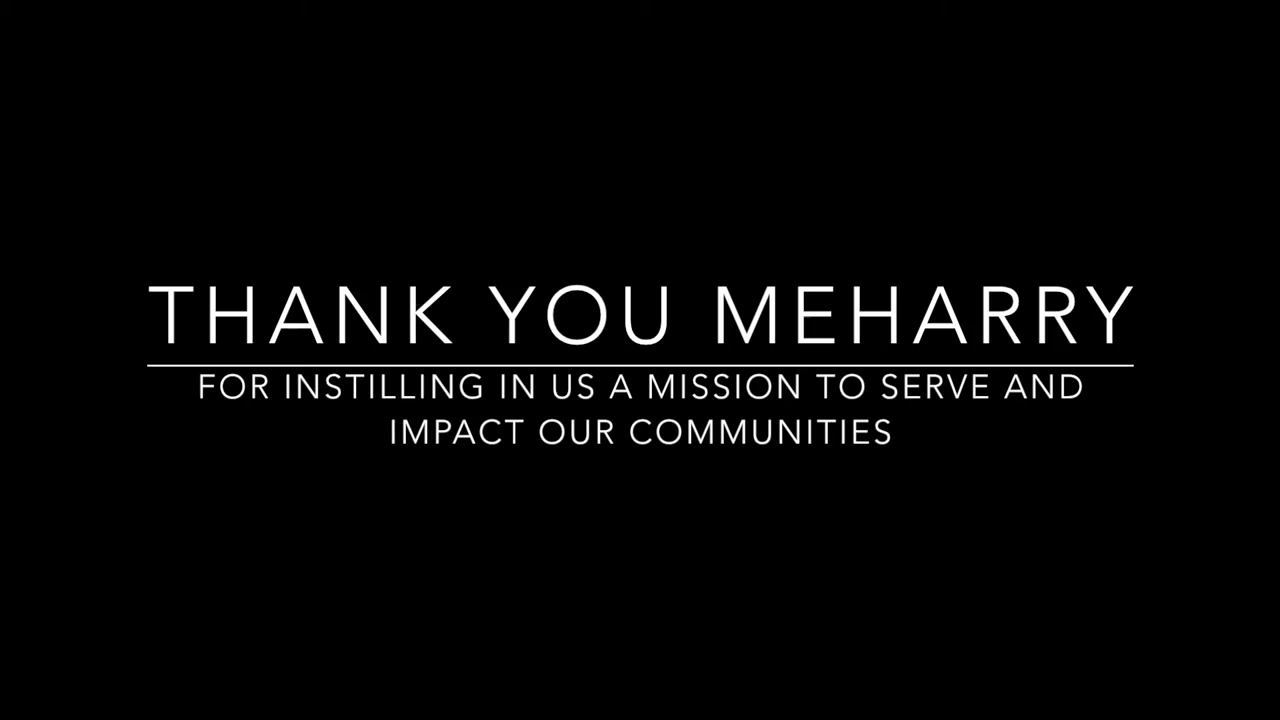 THANK YOU MEHARRY
FOR INSTILLING IN US A MISSION TO SERVE AND
IMPACT OUR COMMUNITIES